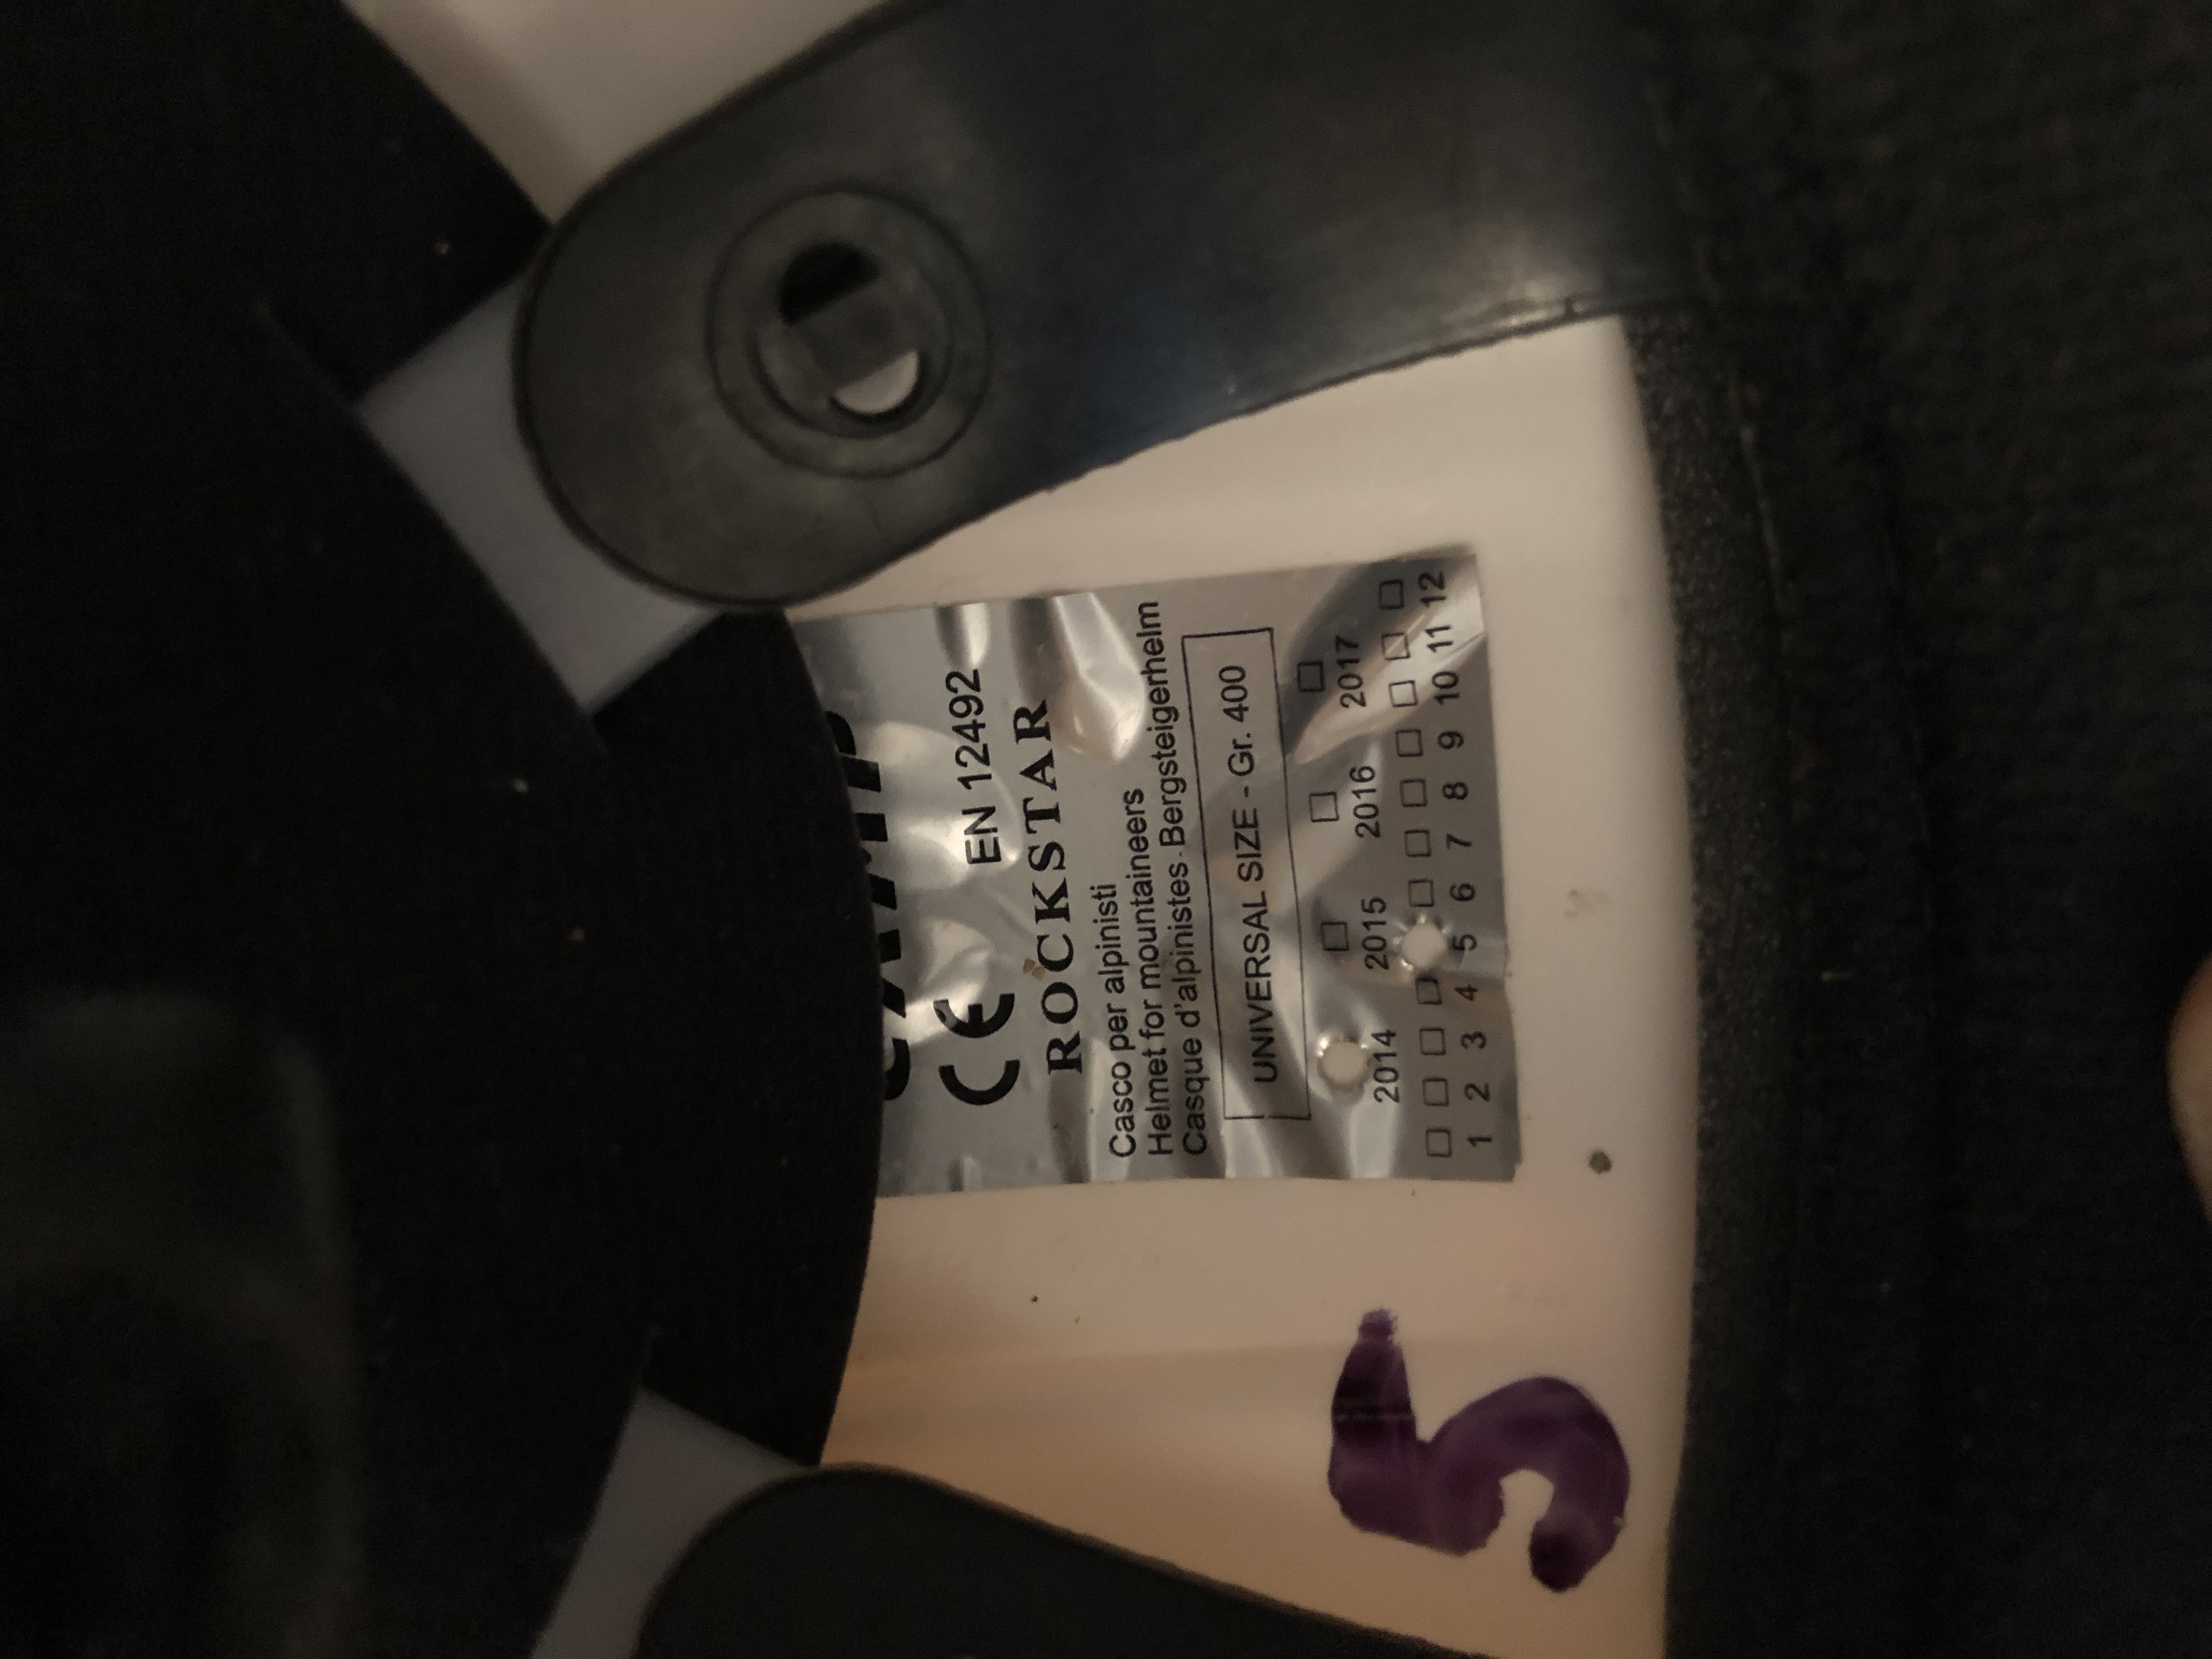 CAMP
CE EN 12492
ROCKSTAR
Casco per alpinisti
Helmet for mountaineers
Casque d'alpinistes - Bergsteigerhelm
UNIVERSAL SIZE - Gr. 400
2014 2015 2016 2017
1 2 3 4 5 6 7 8 9 10 11 12
5